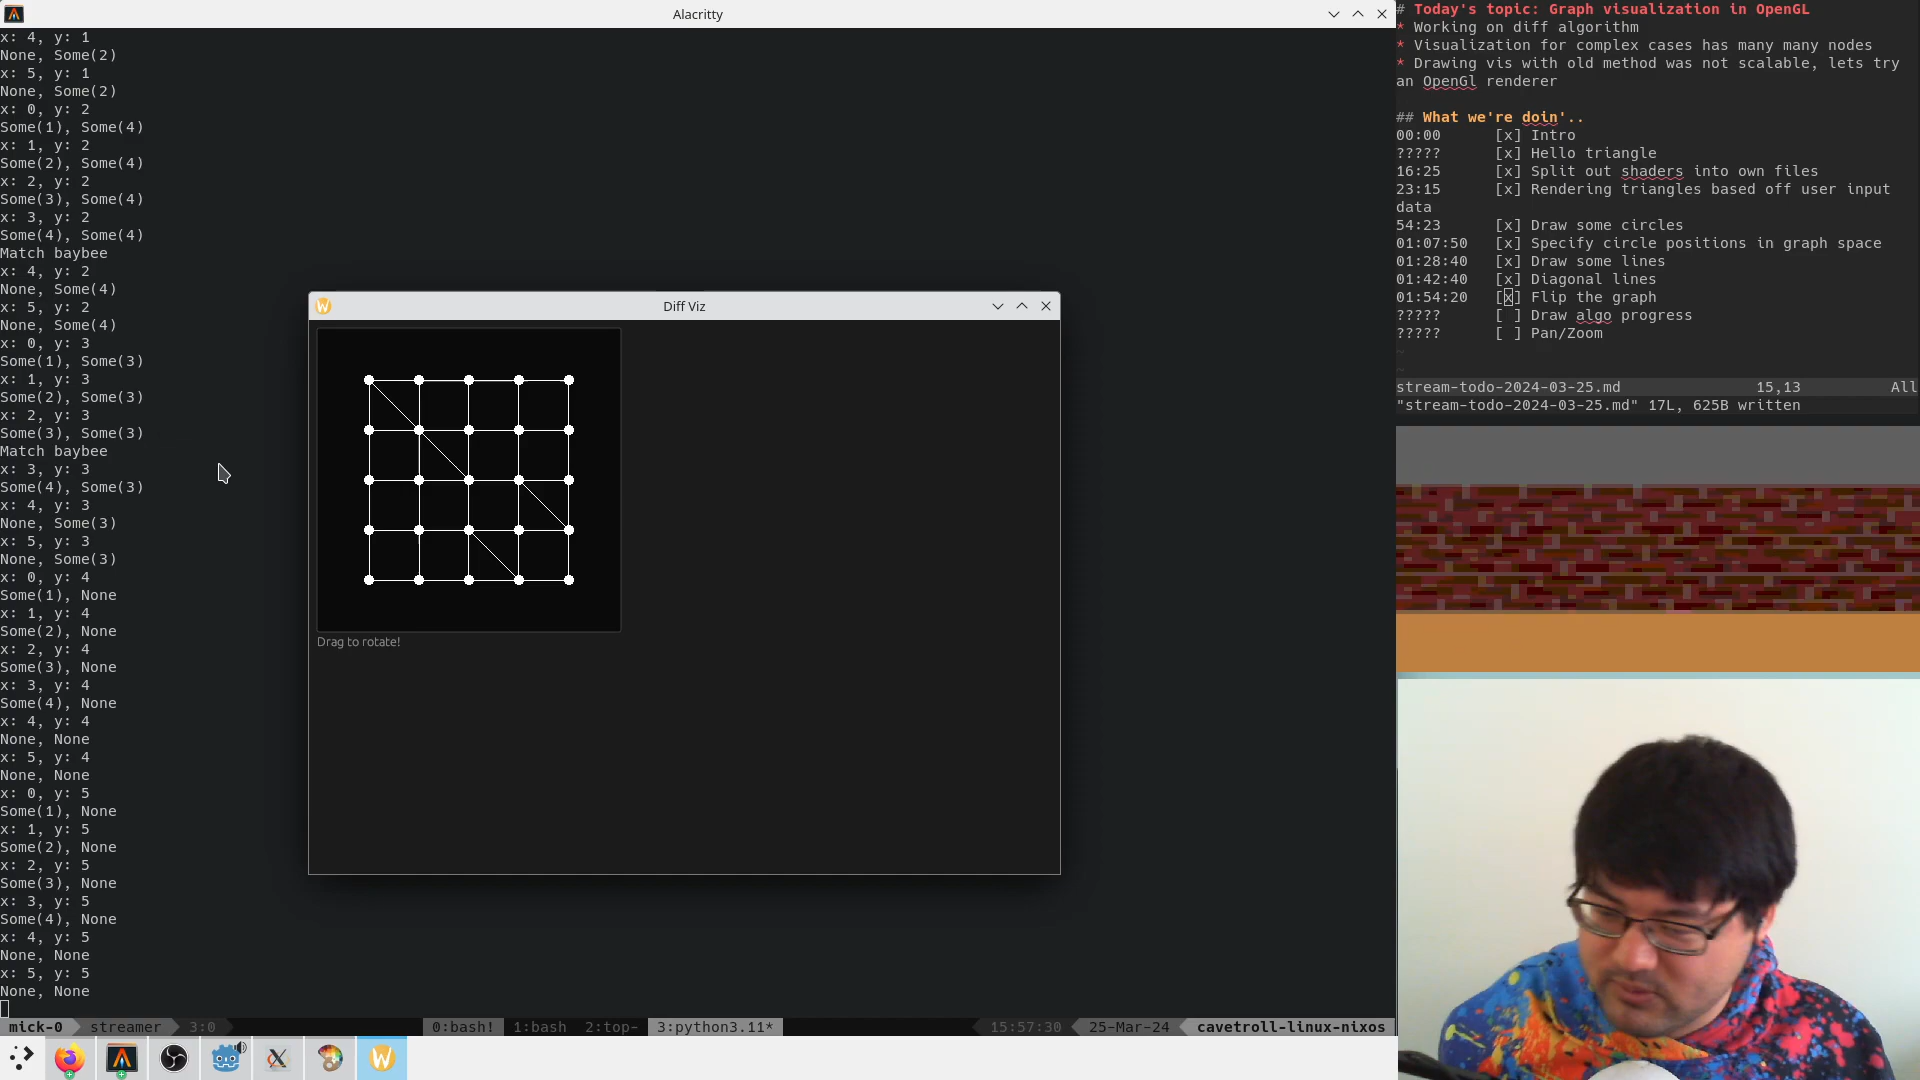 Alacritty
x: 4, y: 1
None, Some(2)
x: 5, y: 1
None, Some(2)
x: 0, y: 2
Some(1), Some(4)
x: 1, y: 2
Some(2), Some(4)
x: 2, y: 2
Some(3), Some(4)
x: 3, y: 2
Some(4), Some(4)
Match baybee
x: 4, y: 2
None, Some(4)
x: 5, y: 2
None, Some(4)
x: 0, y: 3
Some(1), Some(3)
x: 1, y: 3
Some(2), Some(3)
x: 2, y: 3
Some(3), Some(3)
Match baybee
x: 3, y: 3
Some(4), Some(3)
x: 4, y: 3
None, Some(3)
x: 5, y: 3
None, Some(3)
x: 0, y: 4
Some(1), None
x: 1, y: 4
Some(2), None
x: 2, y: 4
Some(3), None
x: 3, y: 4
Some(4), None
x: 4, y: 4
None, None
x: 5, y: 4
None, None
x: 0, y: 5
Some(1), None
x: 1, y: 5
Some(2), None
x: 2, y: 5
Some(3), None
x: 3, y: 5
Some(4), None
x: 4, y: 5
None, None
x: 5, y: 5
None, None
mick-0 streamer 3:0 0:bash! 1:bash 2:top- 3:python3.11* 15:57:30 25-Mar-24 cavetroll-linux-nixos
Diff Viz
Drag to rotate!
# Today's topic: Graph visualization in OpenGL
* Working on diff algorithm
* Visualization for complex cases has many many nodes
* Drawing vis with old method was not scalable, lets try
an OpenGl renderer
## What we're doin'..
00:00 [x] Intro
????? [x] Hello triangle
16:25 [x] Split out shaders into own files
23:15 [x] Rendering triangles based off user input
data
54:23 [x] Draw some circles
01:07:50 [x] Specify circle positions in graph space
01:28:40 [x] Draw some lines
01:42:40 [x] Diagonal lines
01:54:20 [x] Flip the graph
????? [ ] Draw algo progress
????? [ ] Pan/Zoom
~
~
stream-todo-2024-03-25.md 15,13 All
"stream-todo-2024-03-25.md" 17L, 625B written